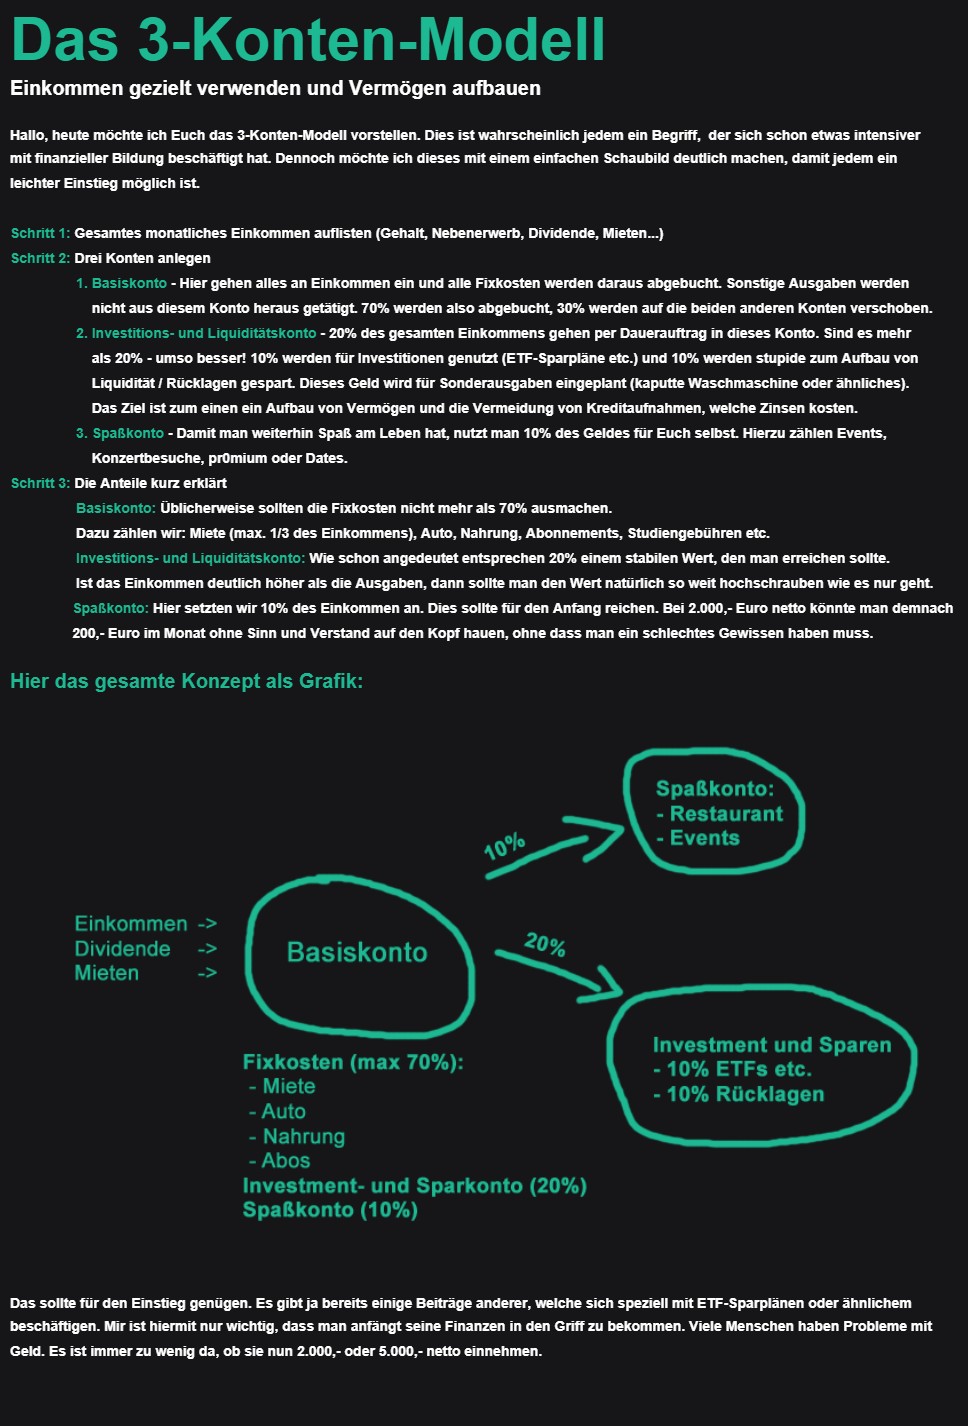 Das 3-Konten-Modell
Einkommen gezielt verwenden und Vermögen aufbauen
Hallo, heute möchte ich Euch das 3-Konten-Modell vorstellen. Dies ist wahrscheinlich jedem ein Begriff,  der sich schon etwas intensiver
mit finanzieller Bildung beschäftigt hat. Dennoch möchte ich dieses mit einem einfachen Schaubild deutlich machen, damit jedem ein
leichter Einstieg möglich ist.
Schritt 1: Gesamtes monatliches Einkommen auflisten (Gehalt, Nebenerwerb, Dividende, Mieten...)
Schritt 2: Drei Konten anlegen
1. Basiskonto - Hier gehen alles an Einkommen ein und alle Fixkosten werden daraus abgebucht. Sonstige Ausgaben werden
nicht aus diesem Konto heraus getätigt. 70% werden also abgebucht, 30% werden auf die beiden anderen Konten verschoben.
2. Investitions- und Liquiditätskonto - 20% des gesamten Einkommens gehen per Dauerauftrag in dieses Konto. Sind es mehr
als 20% - umso besser! 10% werden für Investitionen genutzt (ETF-Sparpläne etc.) und 10% werden stupide zum Aufbau von
Liquidität / Rücklagen gespart. Dieses Geld wird für Sonderausgaben eingeplant (kaputte Waschmaschine oder ähnliches).
Das Ziel ist zum einen ein Aufbau von Vermögen und die Vermeidung von Kreditaufnahmen, welche Zinsen kosten.
3. Spaßkonto - Damit man weiterhin Spaß am Leben hat, nutzt man 10% des Geldes für Euch selbst. Hierzu zählen Events,
Konzertbesuche, pr0mium oder Dates.
Schritt 3: Die Anteile kurz erklärt
Basiskonto: Üblicherweise sollten die Fixkosten nicht mehr als 70% ausmachen.
Dazu zählen wir: Miete (max. 1/3 des Einkommens), Auto, Nahrung, Abonnements, Studiengebühren etc.
Investitions- und Liquiditätskonto: Wie schon angedeutet entsprechen 20% einem stabilen Wert, den man erreichen sollte.
Ist das Einkommen deutlich höher als die Ausgaben, dann sollte man den Wert natürlich so weit hochschrauben wie es nur geht.
Spaßkonto: Hier setzten wir 10% des Einkommen an. Dies sollte für den Anfang reichen. Bei 2.000,- Euro netto könnte man demnach
200,- Euro im Monat ohne Sinn und Verstand auf den Kopf hauen, ohne dass man ein schlechtes Gewissen haben muss.
Hier das gesamte Konzept als Grafik:
Spaßkonto:
- Restaurant
- Events
10%
Einkommen ->
Dividende ->
Mieten ->
Basiskonto
20%
Investment und Sparen
- 10% ETFs etc.
- 10% Rücklagen
Fixkosten (max 70%):
- Miete
- Auto
- Nahrung
- Abos
Investment- und Sparkonto (20%)
Spaßkonto (10%)
Das sollte für den Einstieg genügen. Es gibt ja bereits einige Beiträge anderer, welche sich speziell mit ETF-Sparplänen oder ähnlichem
beschäftigen. Mir ist hiermit nur wichtig, dass man anfängt seine Finanzen in den Griff zu bekommen. Viele Menschen haben Probleme mit
Geld. Es ist immer zu wenig da, ob sie nun 2.000,- oder 5.000,- netto einnehmen.